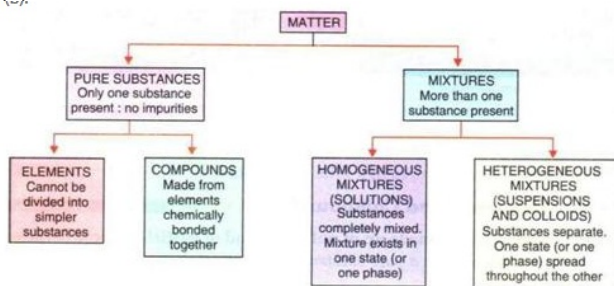 (S).
MATTER
PURE SUBSTANCES
Only one substance
present : no impurities
MIXTURES
More than one
substance present
ELEMENTS
Cannot be
divided into
simpler
substances
COMPOUNDS
Made from
elements
chemically
bonded
together
HOMOGENEOUS
MIXTURES
(SOLUTIONS)
Substances
completely mixed.
Mixture exists in
one state (or
one phase)
HETEROGENEOUS
MIXTURES
(SUSPENSIONS
AND COLLOIDS)
Substances separate.
One state (or one
phase) spread
throughout the other